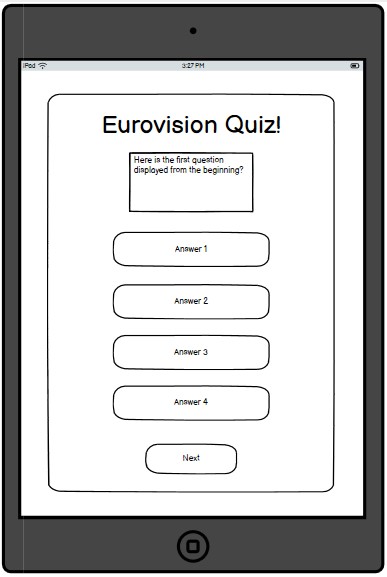 iPad
3:27 PM
Eurovision Quiz!
Here is the first question
displayed from the beginning?
Answer 1
Answer 2
Answer 3
Answer 4
Next